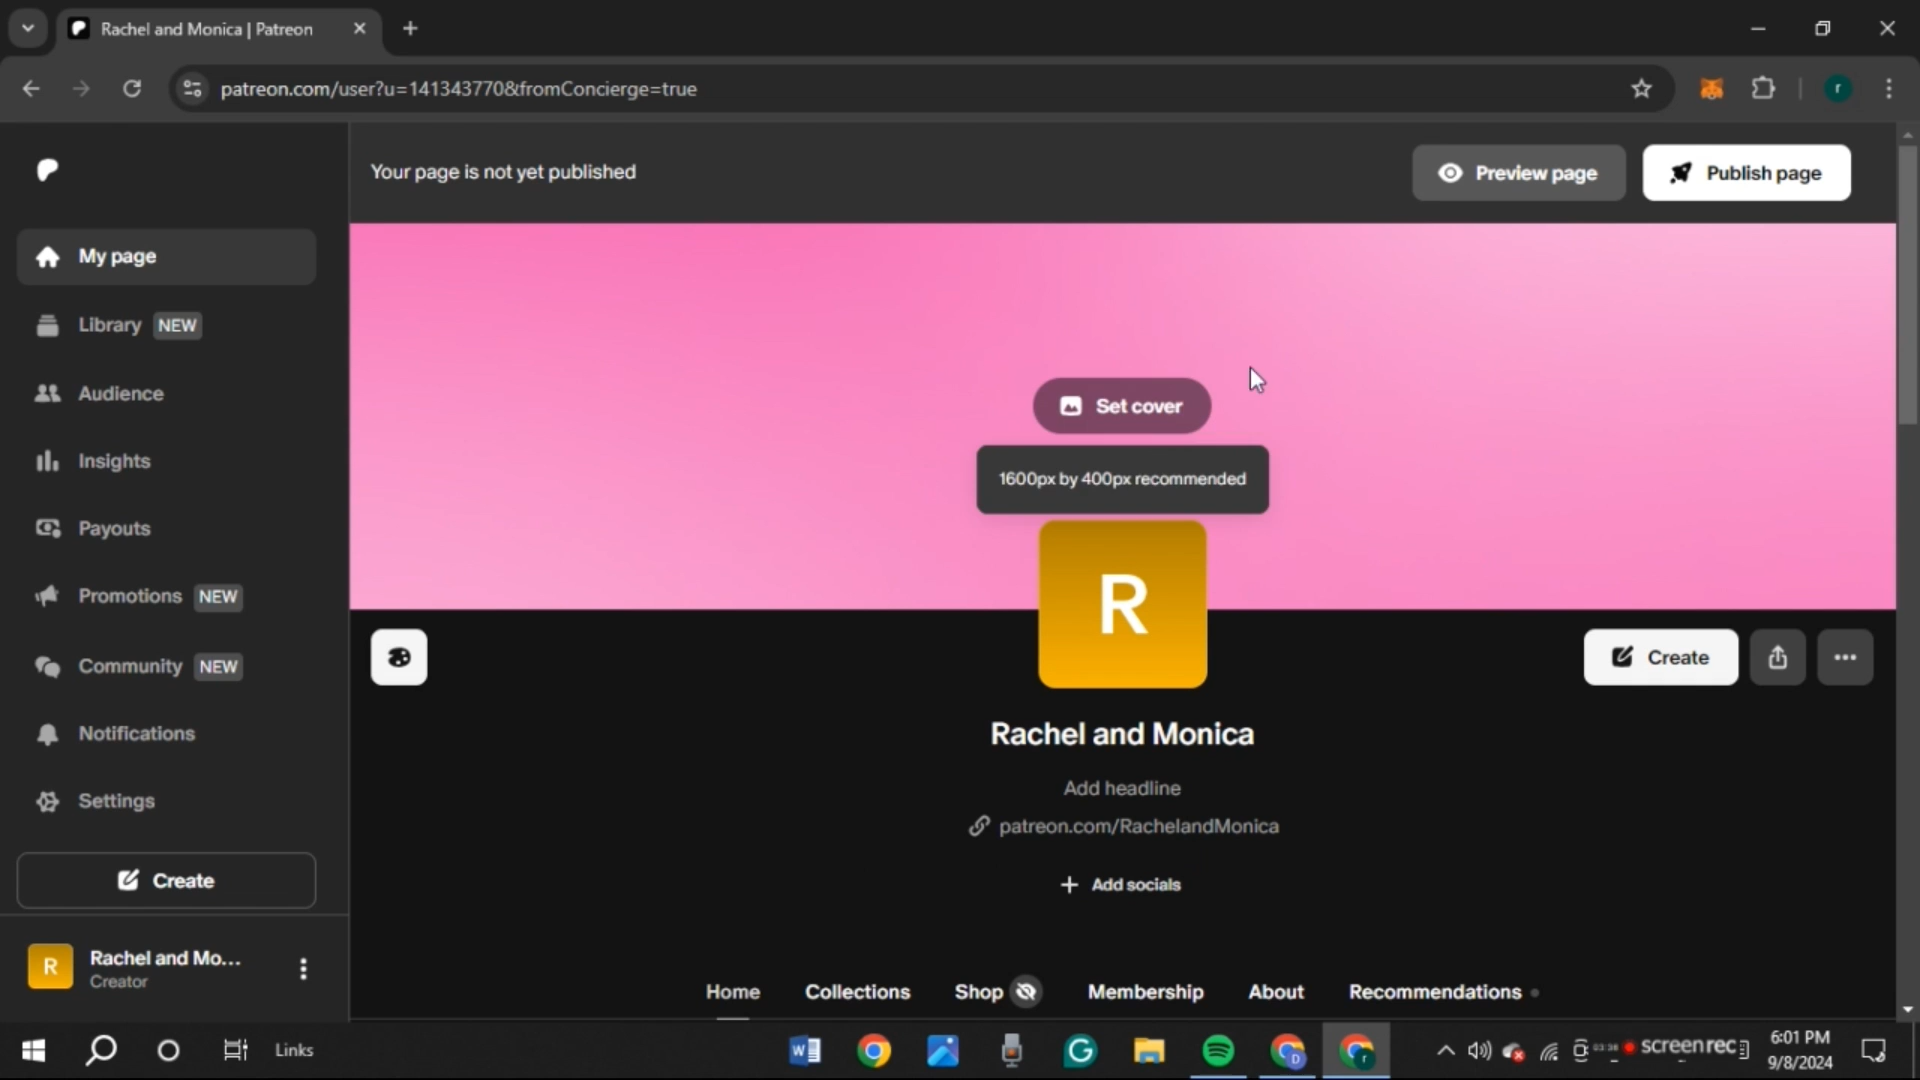 Rachel and Monica | Patreon
patreon.com/user?u=141343770&fromConcierge=true
r
Your page is not yet published
Preview page
Publish page
My page
Library NEW
Audience
Insights
Payouts
Promotions NEW
Community NEW
Notifications
Settings
Create
R
Rachel and Mo...
Creator
Set cover
1600px by 400px recommended
R
Create
Rachel and Monica
Add headline
patreon.com/RachelandMonica
Add socials
Home
Collections
Shop
Membership
About
Recommendations
Links
W
G
D
r
03:38
screenrec
6:01 PM
9/8/2024